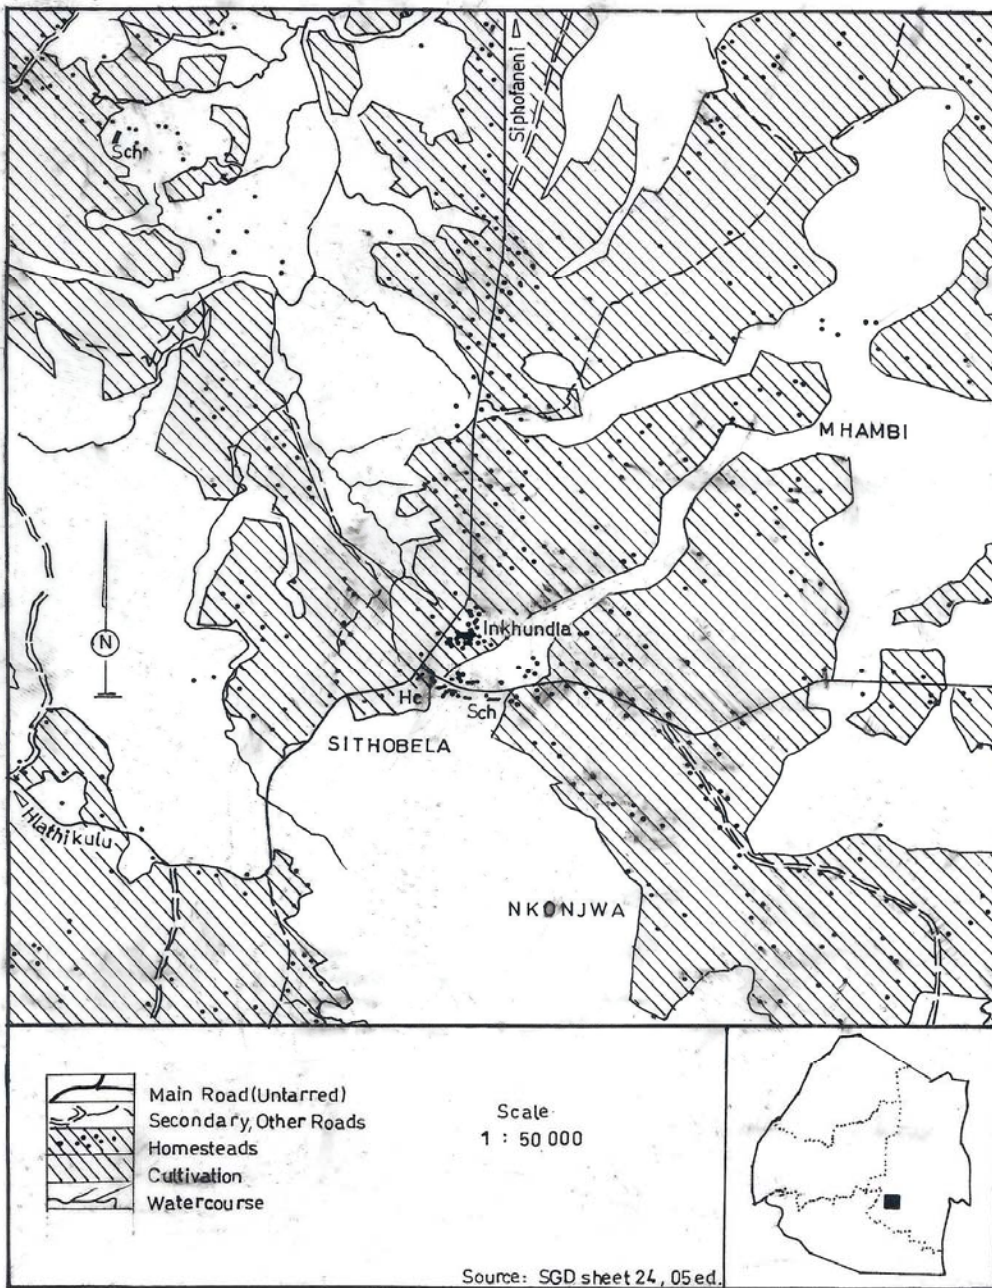 Siphofaneni
Sch
MHAMBI
N
Inkhundla
Hc
Sch
SITHOBELA
Hlathikulu
NKONJWA
Main Road (Untarred)
Secondary, Other Roads
Homesteads
Cultivation
Watercourse
Scale
1 : 50 000
Source: SGD sheet 24, 05 ed.